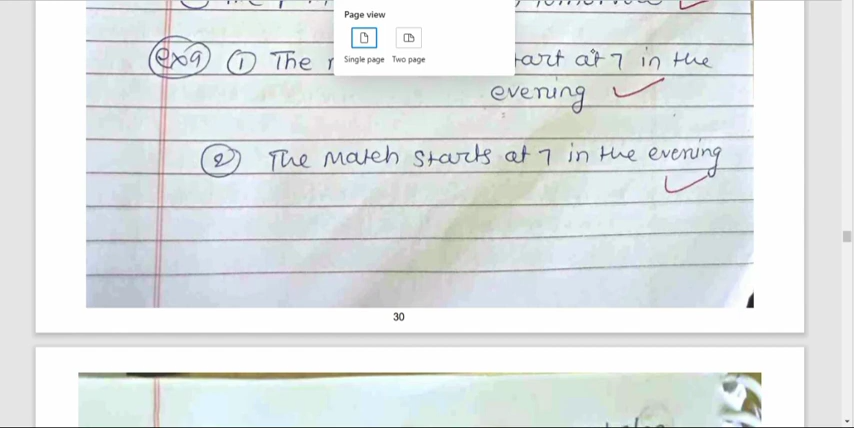 Page view
Single page Two page
ex9 ① The
art at 7 in the
evening
② The Match starts at 7 in the evening
30